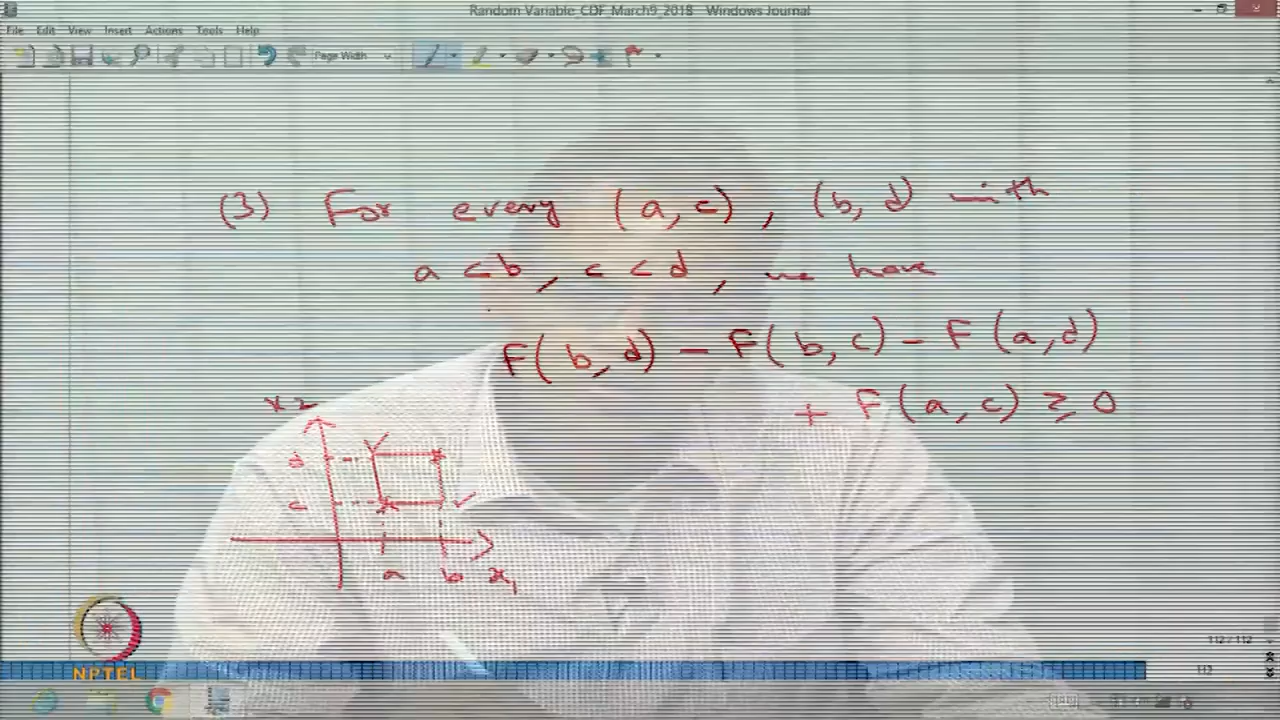 Random Variable_CDF_March9_2018 - Windows Journal
File Edit View Insert Actions Tools Help
Page Width
(3) For every (a, c), (b, d) with
a < b, c < d, we have
F(b, d) - F(b, c) - F(a, d)
+ F(a, c) ≥ 0
x2
d
c
a b x1
NPTEL
112 / 112
112